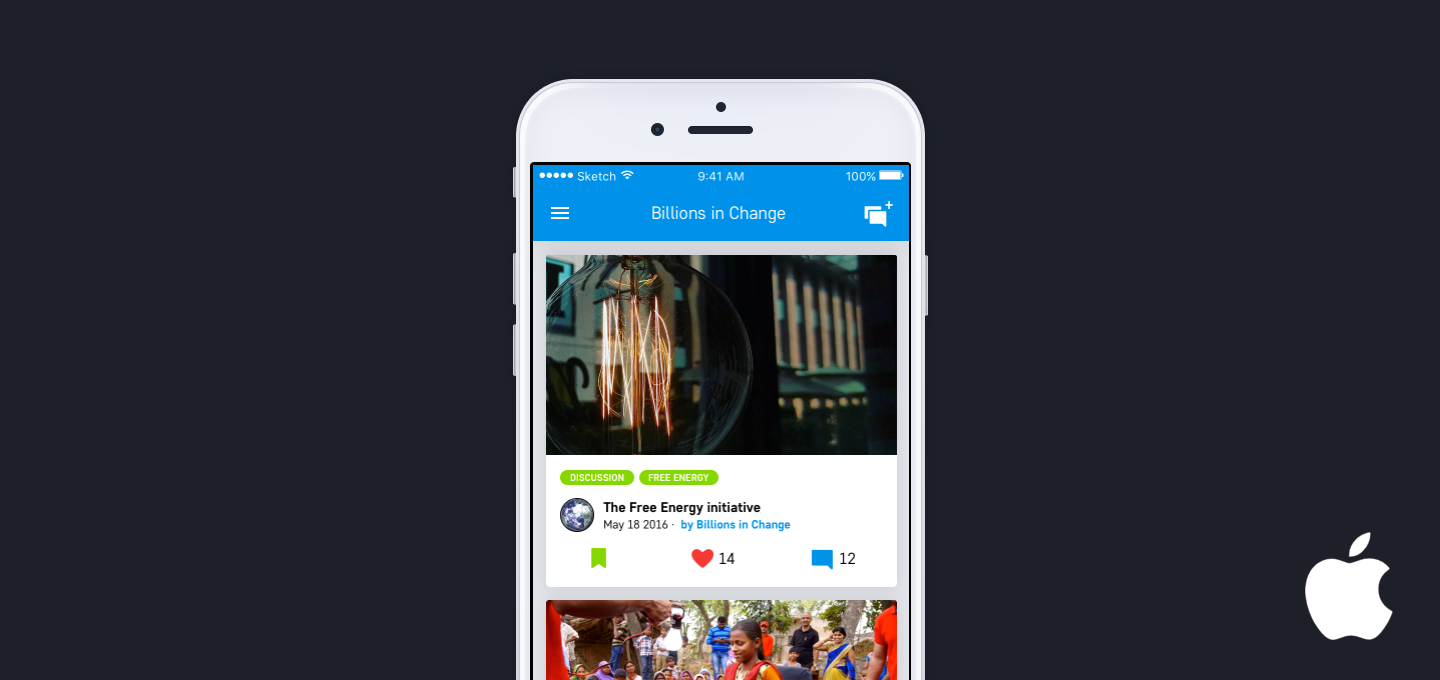 Sketch 9:41 AM 100%
Billions in Change
DISCUSSION FREE ENERGY
The Free Energy initiative
May 18 2016 · by Billions in Change
14 12